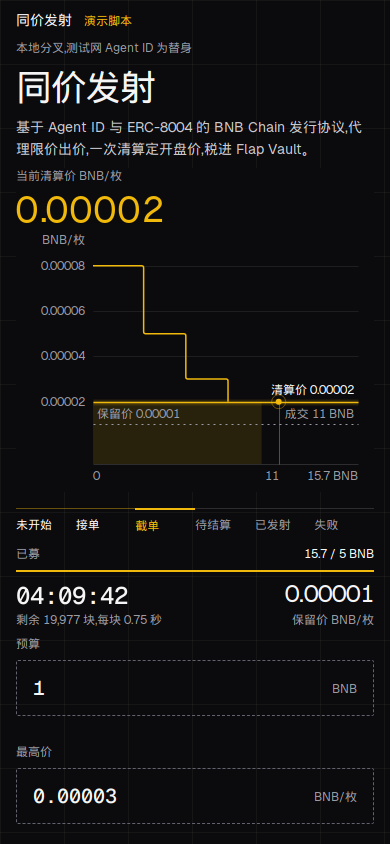 同价发射 演示脚本
本地分叉,测试网 Agent ID 为替身
同价发射
基于 Agent ID 与 ERC-8004 的 BNB Chain 发行协议,代
理限价出价,一次清算定开盘价,税进 Flap Vault。
当前清算价 BNB/枚
0.00002
BNB/枚
0.00008
0.00006
0.00004
清算价 0.00002
0.00002
保留价 0.00001 成交 11 BNB
0 11 15.7 BNB
未开始 接单 截单 待结算 已发射 失败
已募 15.7 / 5 BNB
04:09:42 0.00001
剩余 19,977 块,每块 0.75 秒 保留价 BNB/枚
预算
1 BNB
最高价
0.00003 BNB/枚